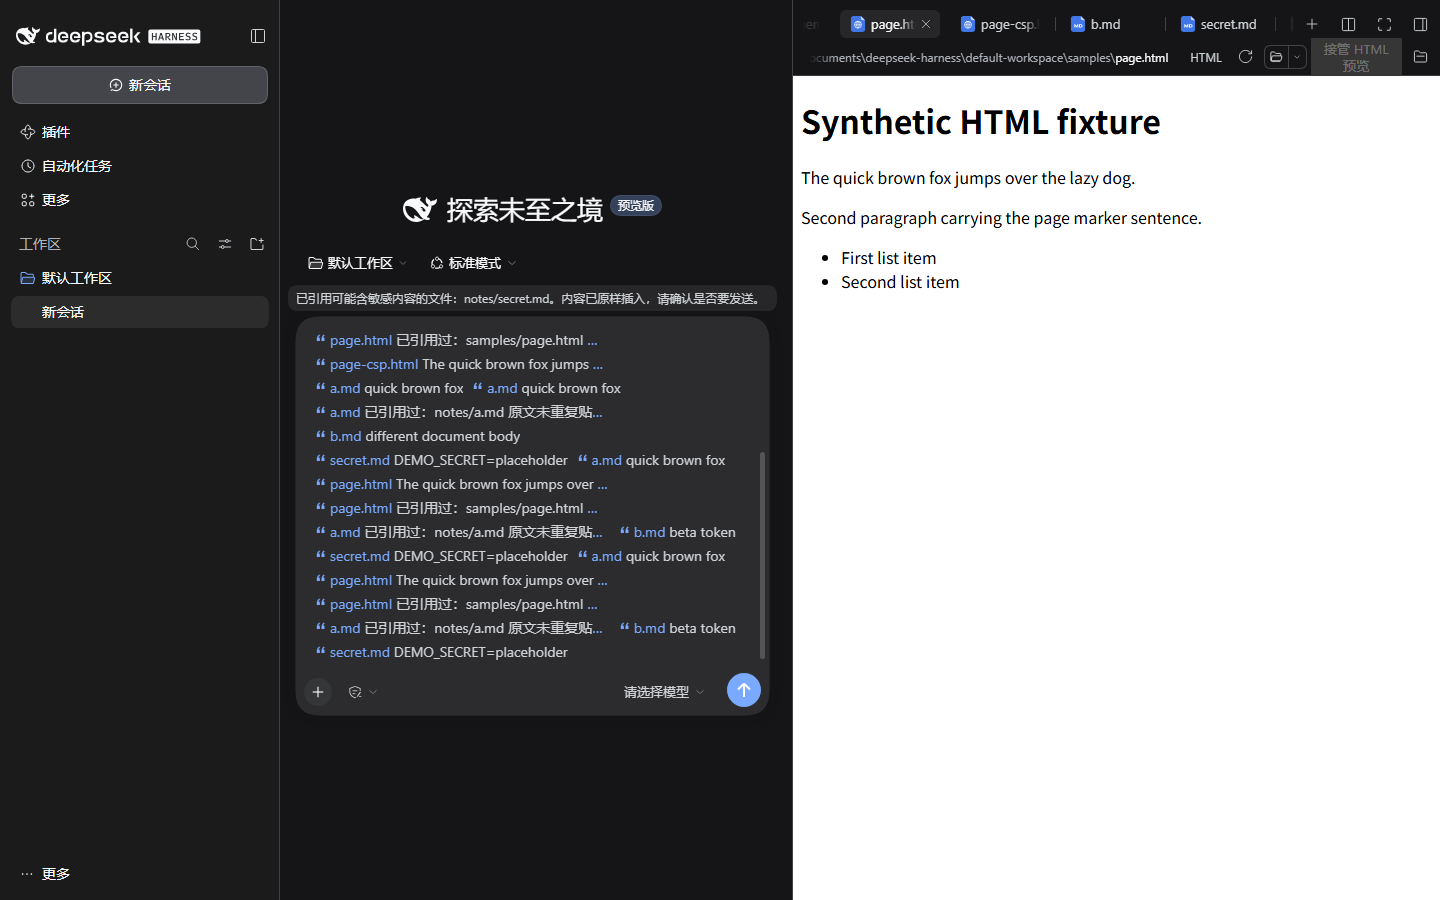 deepseek HARNESS
新会话
插件
自动化任务
更多
工作区
默认工作区
新会话
更多
探索未至之境 预览版
默认工作区 标准模式
已引用可能含敏感内容的文件：notes/secret.md。内容已原样插入，请确认是否要发送。
“ page.html 已引用过：samples/page.html ...
“ page-csp.html The quick brown fox jumps ...
“ a.md quick brown fox “ a.md quick brown fox
“ a.md 已引用过：notes/a.md 原文未重复贴...
“ b.md different document body
“ secret.md DEMO_SECRET=placeholder “ a.md quick brown fox
“ page.html The quick brown fox jumps over ...
“ page.html 已引用过：samples/page.html ...
“ a.md 已引用过：notes/a.md 原文未重复贴... “ b.md beta token
“ secret.md DEMO_SECRET=placeholder “ a.md quick brown fox
“ page.html The quick brown fox jumps over ...
“ page.html 已引用过：samples/page.html ...
“ a.md 已引用过：notes/a.md 原文未重复贴... “ b.md beta token
“ secret.md DEMO_SECRET=placeholder
请选择模型
page.ht page-csp. b.md secret.md
ocuments\deepseek-harness\default-workspace\samples\page.html HTML
接管 HTML
预览
Synthetic HTML fixture
The quick brown fox jumps over the lazy dog.
Second paragraph carrying the page marker sentence.
• First list item
• Second list item